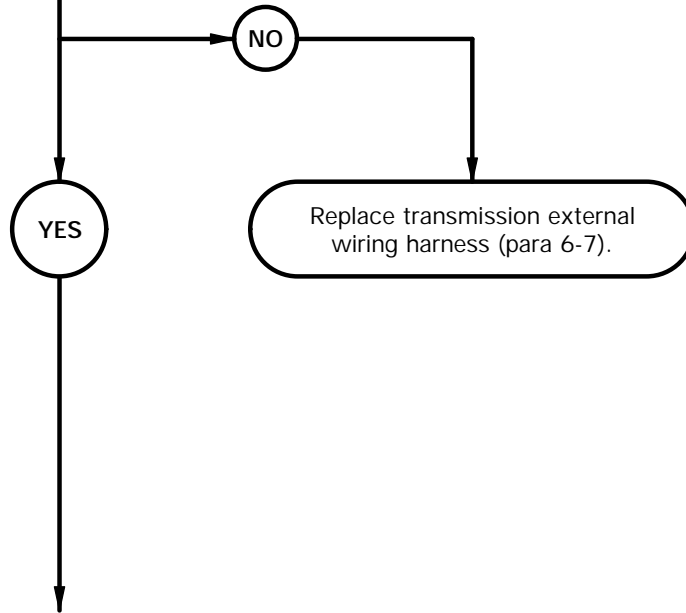 NO
YES
Replace transmission external
wiring harness (para 6-7).